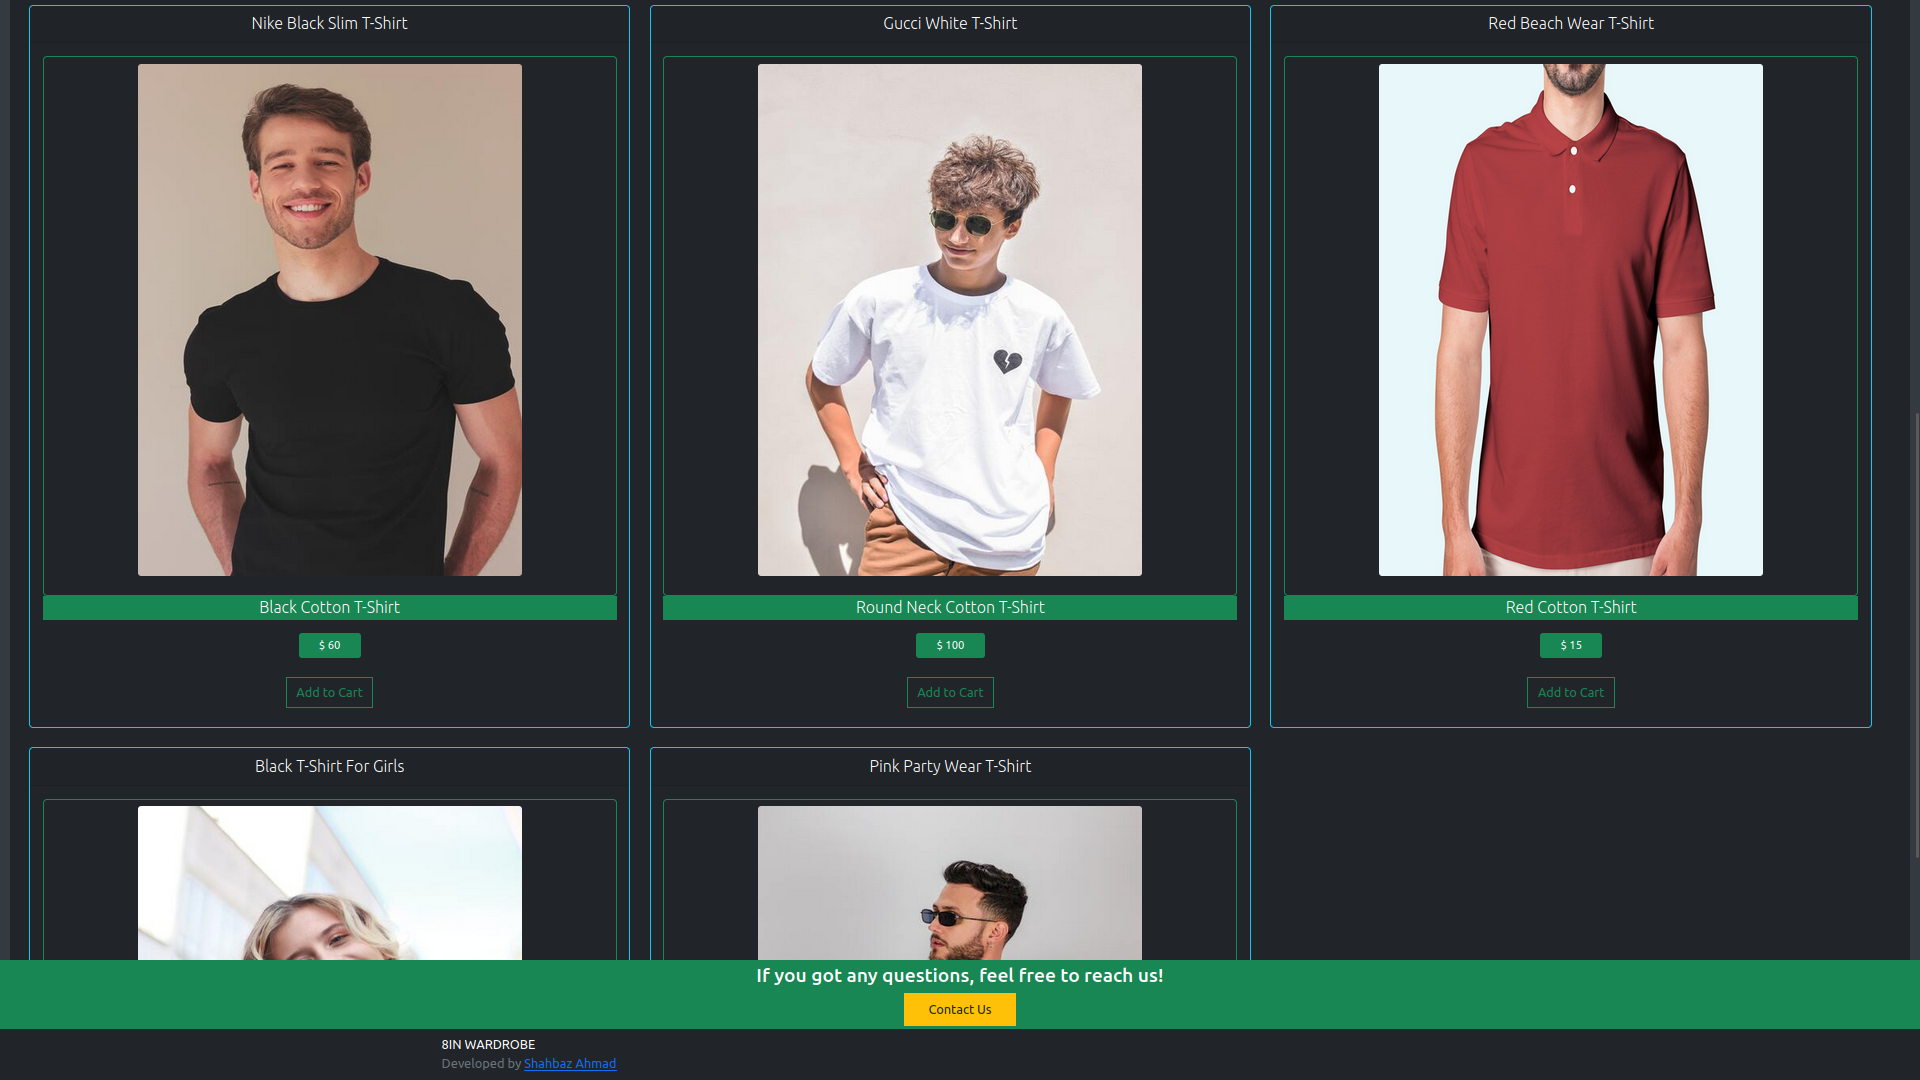 Nike Black Slim T-Shirt
Gucci White T-Shirt
Red Beach Wear T-Shirt
Black Cotton T-Shirt
Round Neck Cotton T-Shirt
Red Cotton T-Shirt
$ 60
$ 100
$ 15
Add to Cart
Add to Cart
Add to Cart
Black T-Shirt For Girls
Pink Party Wear T-Shirt
If you got any questions, feel free to reach us!
Contact Us
8IN WARDROBE
Developed by Shahbaz Ahmad